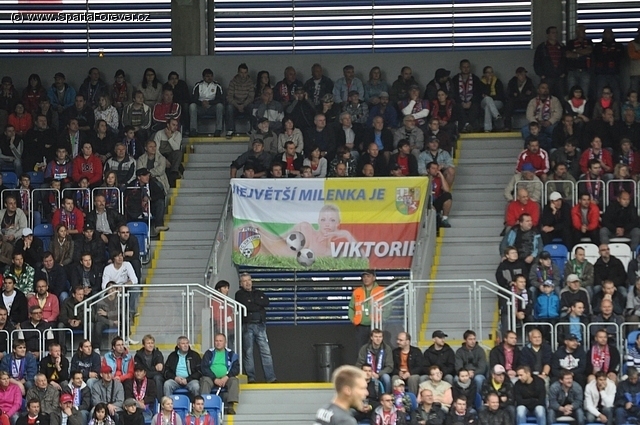 (c) www.SpartaForever.cz
NEJVĚTŠÍ MILENKA JE
VIKTORIE